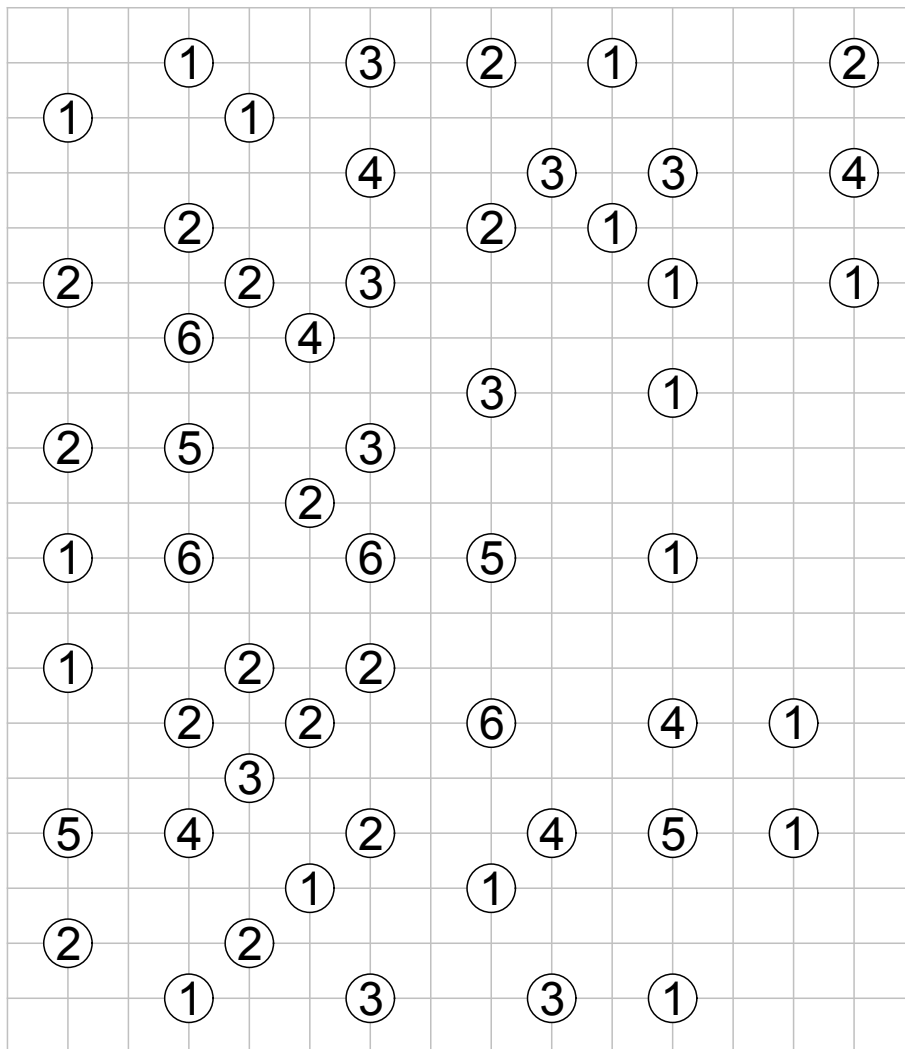 1 3 2 1 2
1 1
4 3 3 4
2 2 1
2 2 3 1 1
6 4
3 1
2 5 3
2
1 6 6 5 1
1 2 2
2 2 6 4 1
3
5 4 2 4 5 1
1 1
2 2
1 3 3 1